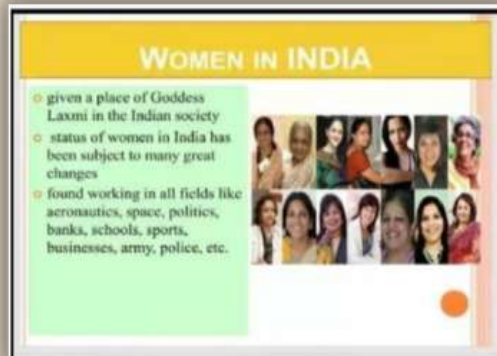 WOMEN IN INDIA
given a place of Goddess
Laxmi in the Indian society
status of women in India has
been subject to many great
changes
found working in all fields like
aeronautics, space, politics,
banks, schools, sports,
businesses, army, police, etc.